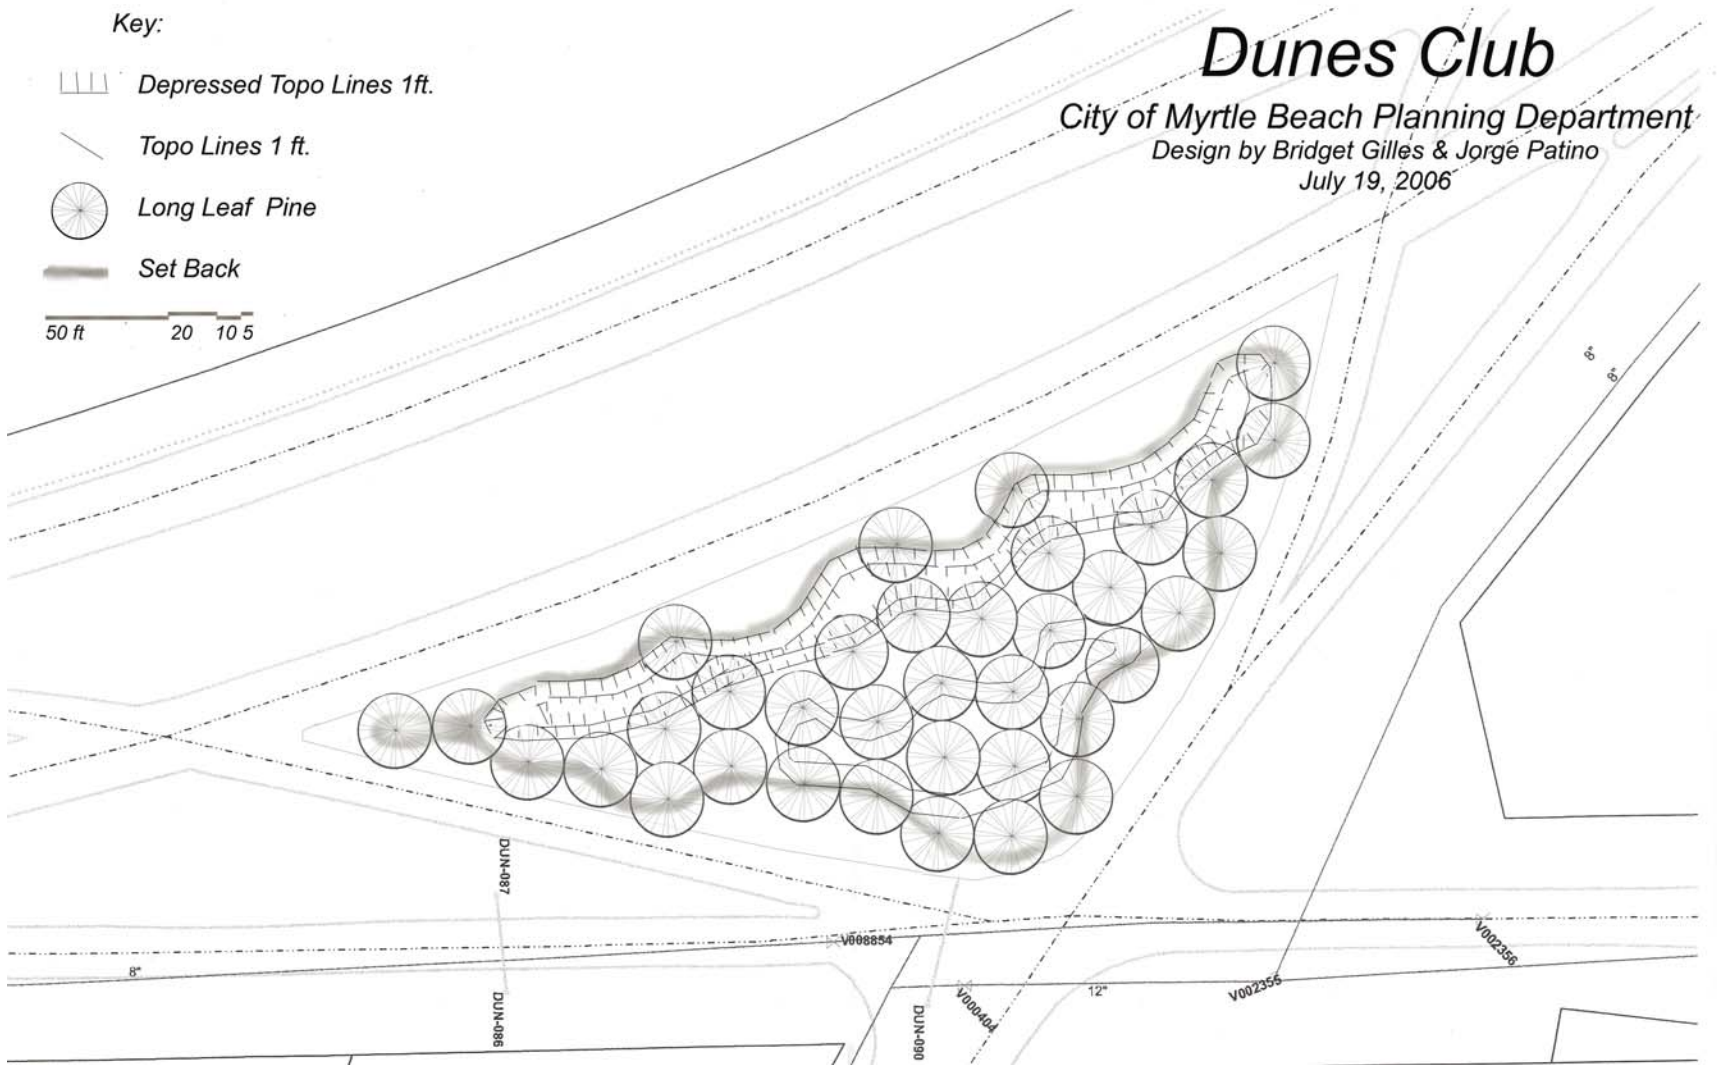 Key:
Depressed Topo Lines 1ft.
Topo Lines 1 ft.
Long Leaf  Pine
Set Back
50 ft 20 10 5
Dunes Club
City of Myrtle Beach Planning Department
Design by Bridget Gilles & Jorge Patino
July 19, 2006
8"
8"
DUN-087
V008854
8"
DUN-086
DUN-090
V000404
12"
V002355
V002356